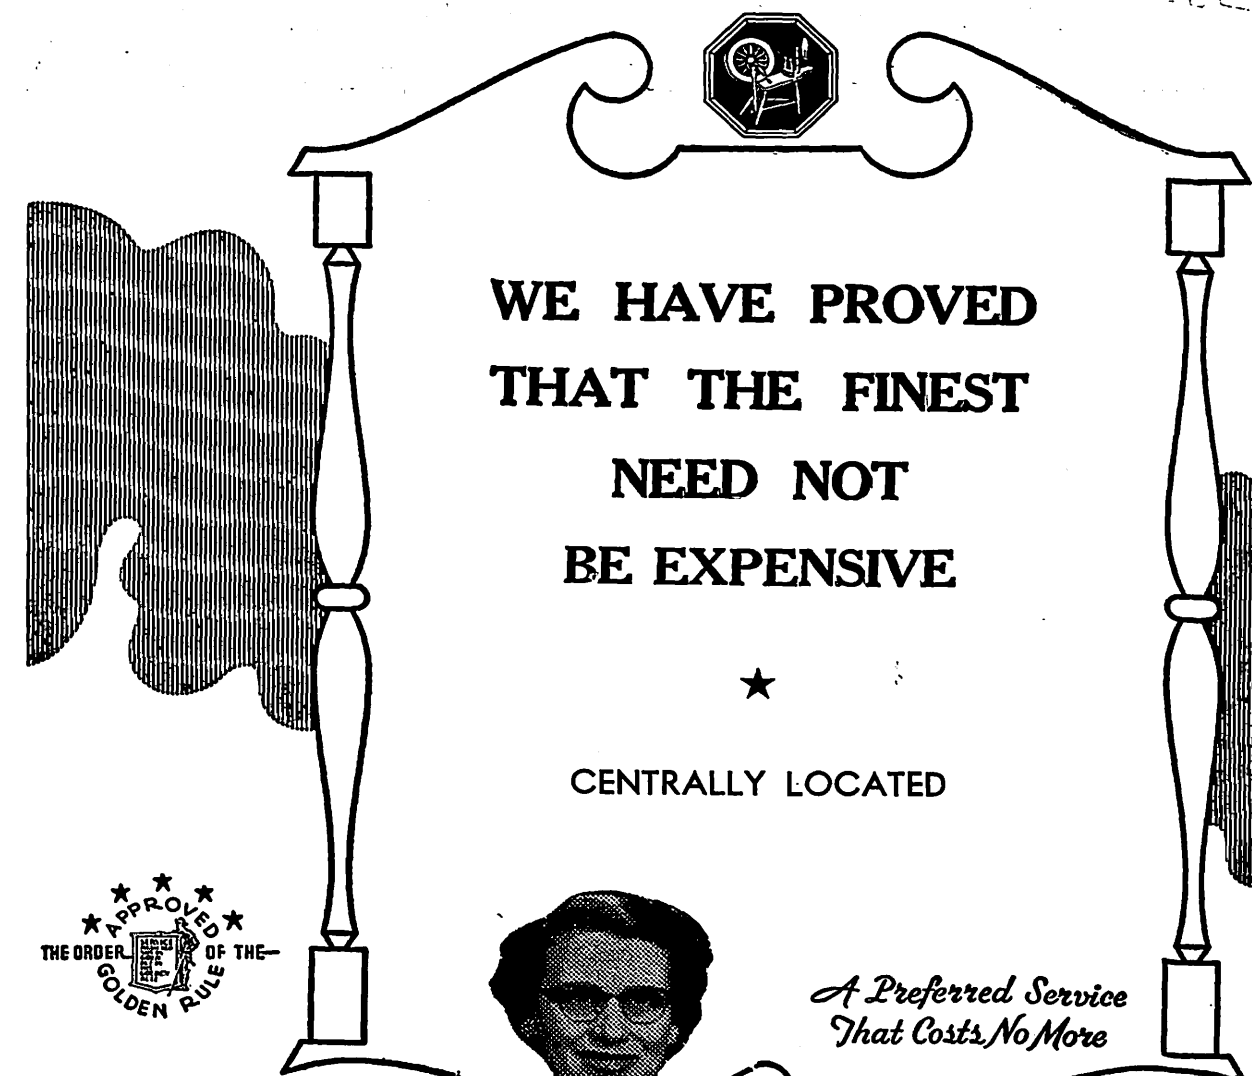 WE HAVE PROVED
THAT THE FINEST
NEED NOT
BE EXPENSIVE
CENTRALLY LOCATED
APPROVED
THE ORDER OF THE
GOLDEN RULE
A Preferred Service
That Costs No More